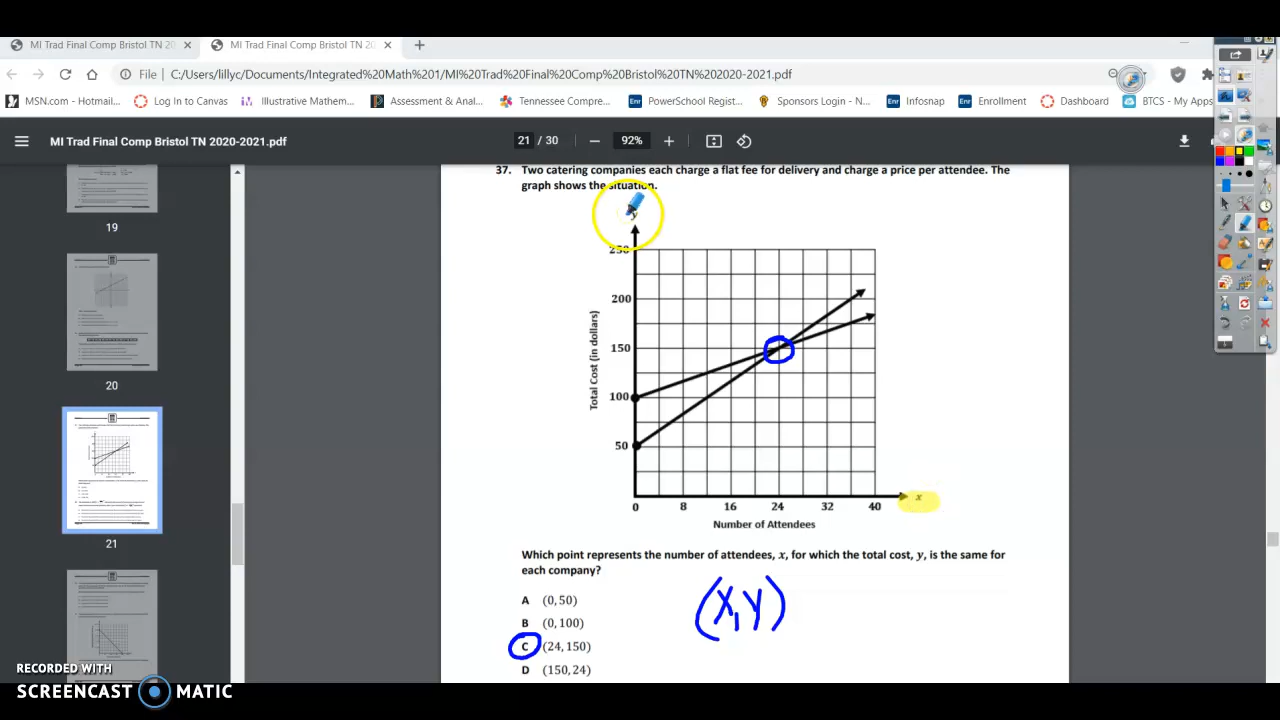 MI Trad Final Comp Bristol TN 20
MI Trad Final Comp Bristol TN 20
File | C:/Users/lillyc/Documents/Integrated%20Math%201/MI%20Trad%20Final%20Comp%20Bristol%20TN%202020-2021.pdf
MSN.com - Hotmail...
Log In to Canvas
Illustrative Mathem...
Assessment & Anal...
Tennessee Compre...
PowerSchool Regist...
Sponsors Login - N...
Infosnap
Enrollment
Dashboard
BTCS - My Apps
MI Trad Final Comp Bristol TN 2020-2021.pdf
21 / 30
92%
19
20
21
37. Two catering companies each charge a flat fee for delivery and charge a price per attendee. The
graph shows the situation.
y
250
200
150
100
50
Total Cost (in dollars)
0 8 16 24 32 40
x
Number of Attendees
Which point represents the number of attendees, x, for which the total cost, y, is the same for
each company?
A (0, 50)
B (0, 100)
C (24, 150)
D (150, 24)
(X,Y)
RECORDED WITH
SCREENCAST MATIC